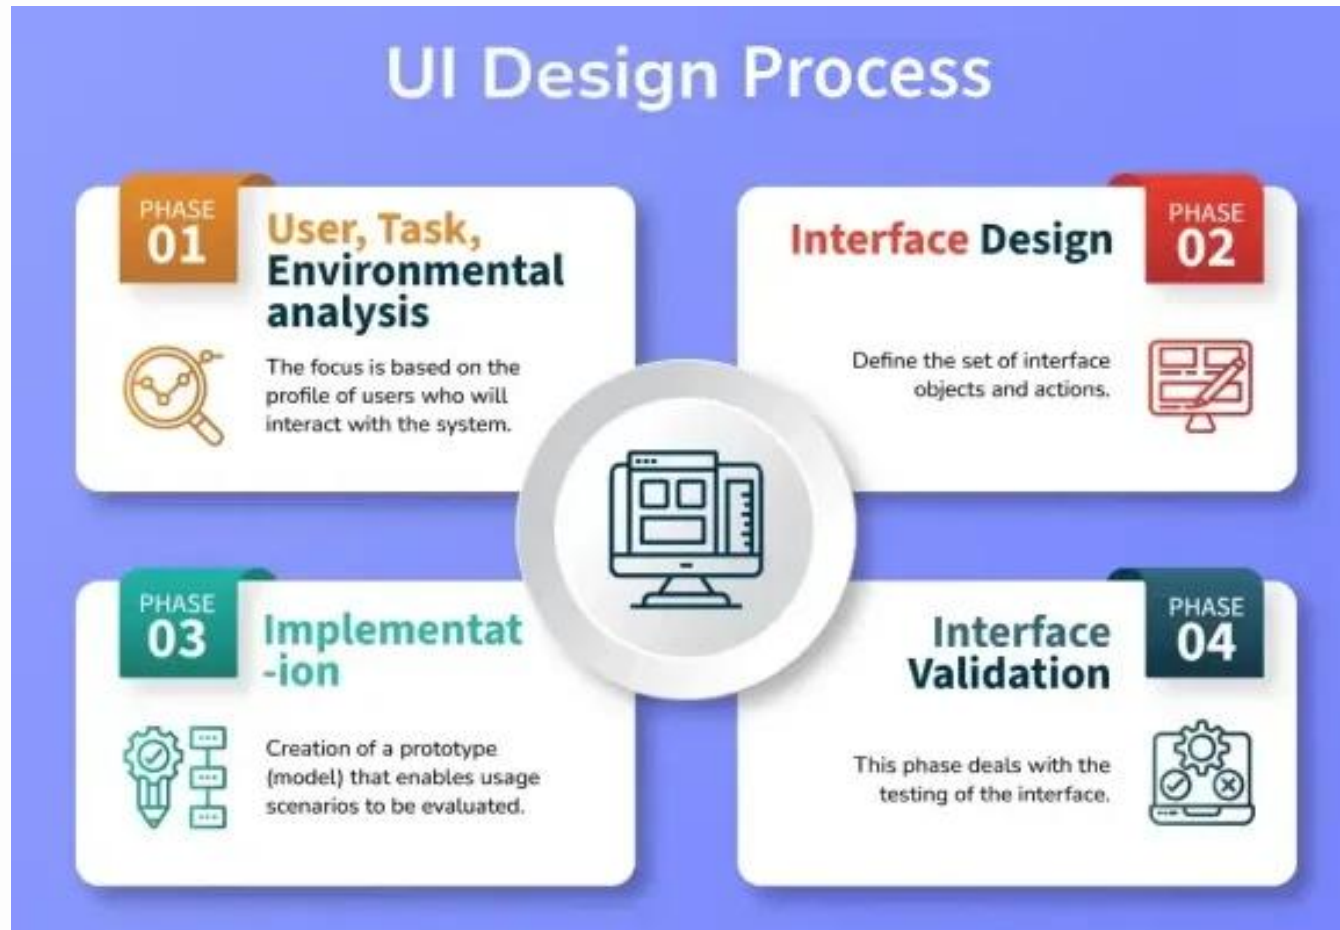 UI Design Process
PHASE
01
User, Task,
Environmental
analysis
The focus is based on the
profile of users who will
interact with the system.
PHASE
02
Interface Design
Define the set of interface
objects and actions.
PHASE
03
Implementat
-ion
Creation of a prototype
(model) that enables usage
scenarios to be evaluated.
PHASE
04
Interface
Validation
This phase deals with the
testing of the interface.